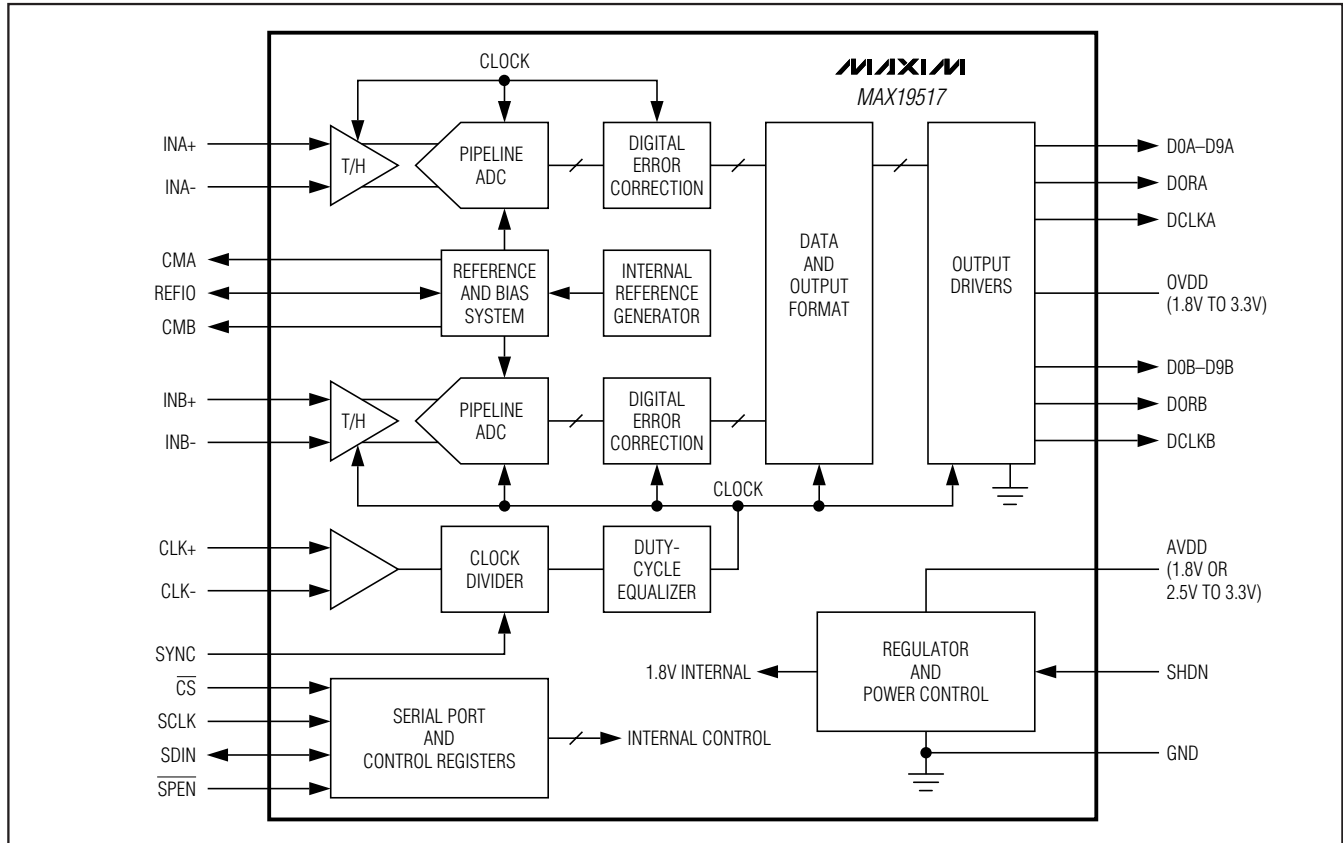 CLOCK
MAXIM
MAX19517
INA+
INA-
T/H
PIPELINE
ADC
DIGITAL
ERROR
CORRECTION
DATA
AND
OUTPUT
FORMAT
OUTPUT
DRIVERS
D0A–D9A
DORA
DCLKA
CMA
REFIO
CMB
REFERENCE
AND BIAS
SYSTEM
INTERNAL
REFERENCE
GENERATOR
OVDD
(1.8V TO 3.3V)
INB+
INB-
T/H
PIPELINE
ADC
DIGITAL
ERROR
CORRECTION
D0B–D9B
DORB
DCLKB
CLOCK
CLK+
CLK-
CLOCK
DIVIDER
DUTY-
CYCLE
EQUALIZER
AVDD
(1.8V OR
2.5V TO 3.3V)
SYNC
CS
SCLK
SDIN
SPEN
SERIAL PORT
AND
CONTROL REGISTERS
INTERNAL CONTROL
1.8V INTERNAL
REGULATOR
AND
POWER CONTROL
SHDN
GND